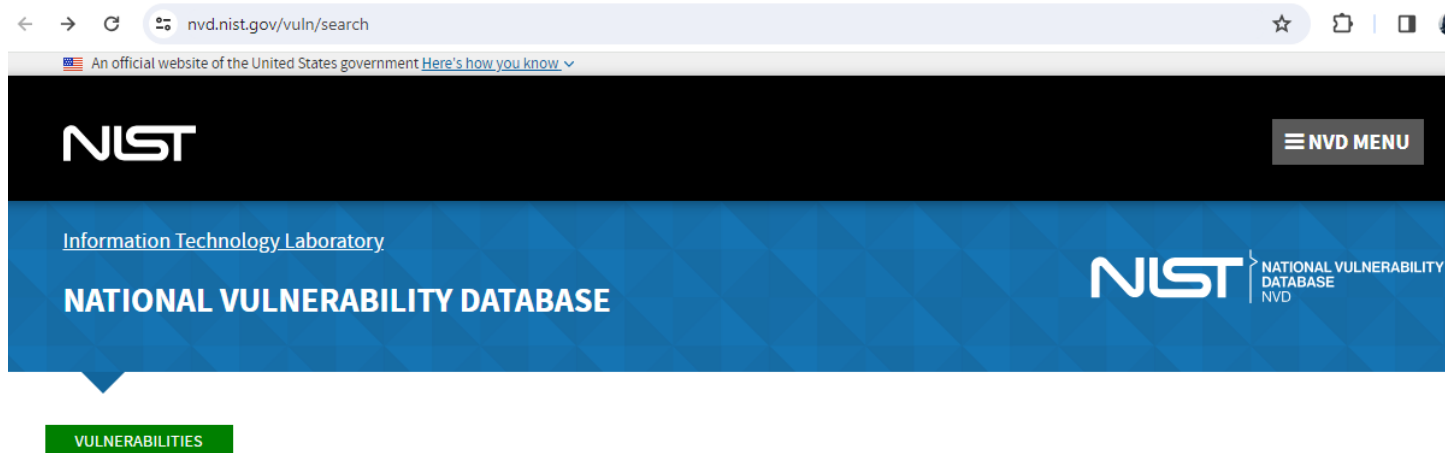 nvd.nist.gov/vuln/search
An official website of the United States government Here's how you know
NIST
NVD MENU
Information Technology Laboratory
NATIONAL VULNERABILITY DATABASE
NIST
NATIONAL VULNERABILITY
DATABASE
NVD
VULNERABILITIES